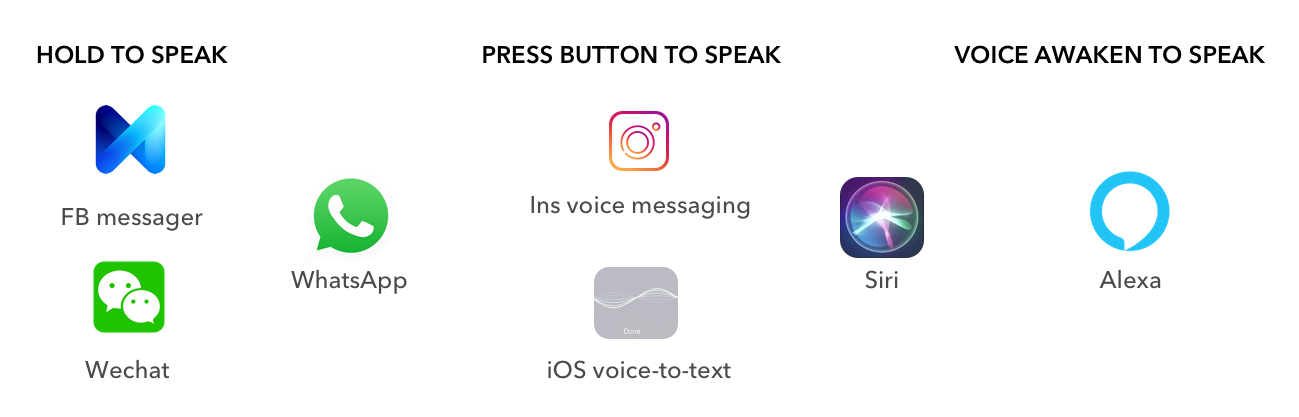 HOLD TO SPEAK
PRESS BUTTON TO SPEAK
VOICE AWAKEN TO SPEAK
FB messager
Ins voice messaging
WhatsApp
Siri
Alexa
Done
Wechat
iOS voice-to-text